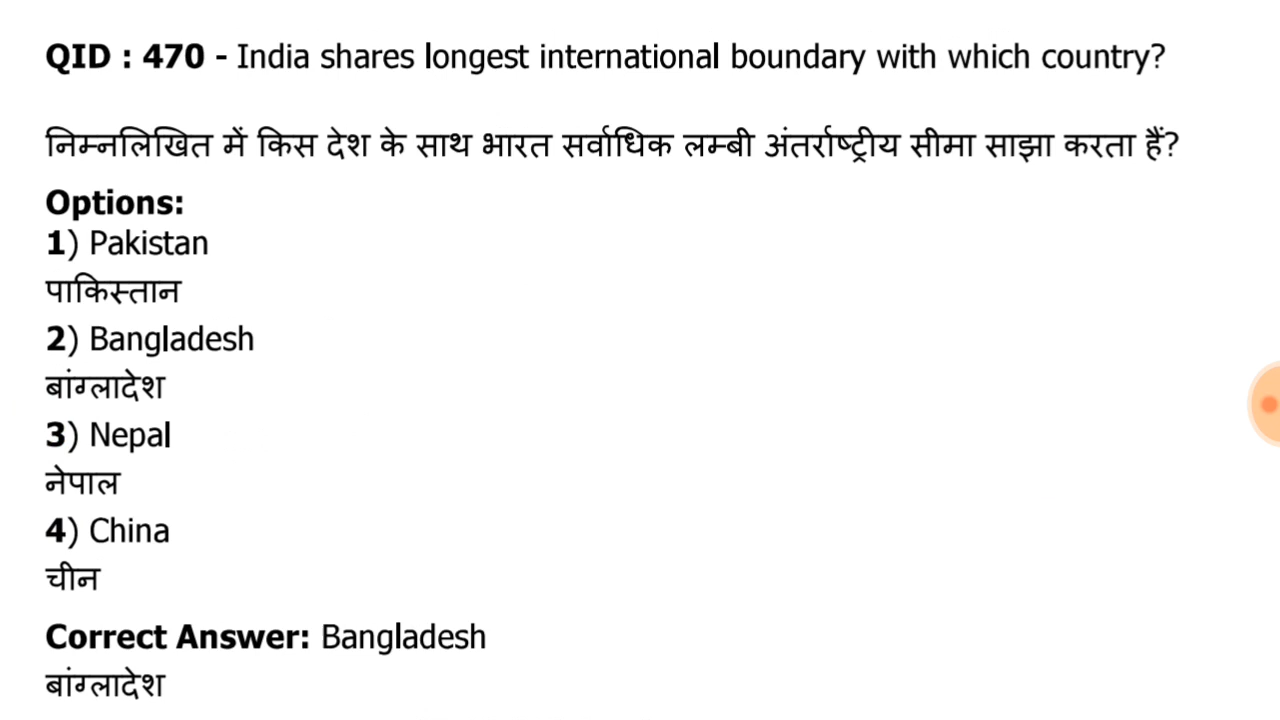 QID : 470 - India shares longest international boundary with which country?
निम्नलिखित में किस देश के साथ भारत सर्वाधिक लम्बी अंतर्राष्ट्रीय सीमा साझा करता हैं?
Options:
1) Pakistan
पाकिस्तान
2) Bangladesh
बांग्लादेश
3) Nepal
नेपाल
4) China
चीन
Correct Answer: Bangladesh
बांग्लादेश